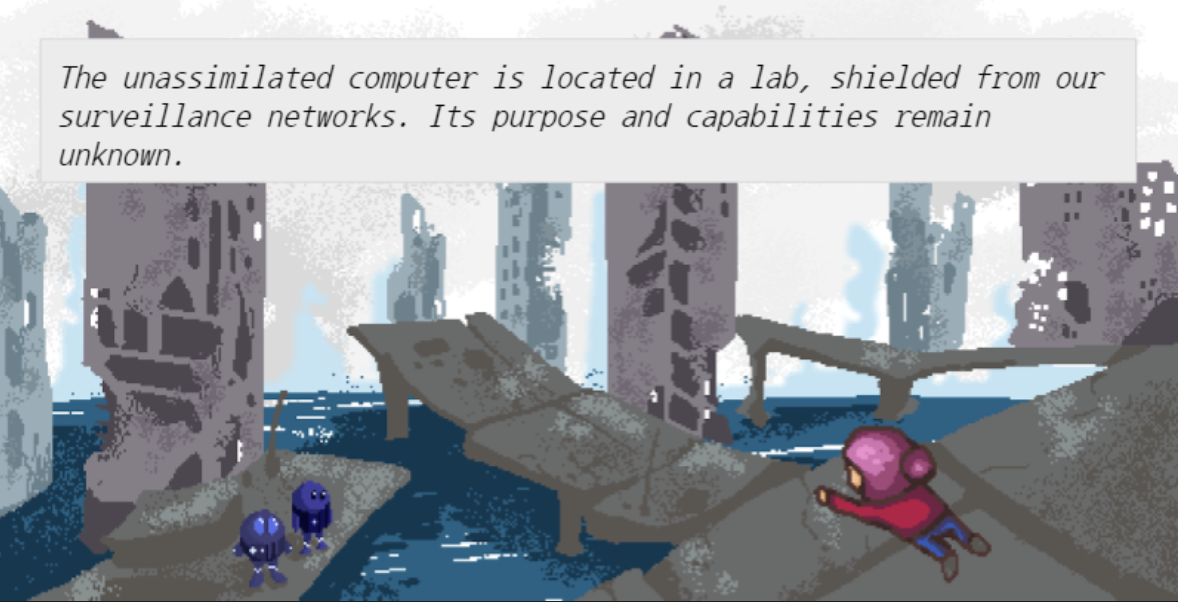 The unassimilated computer is located in a lab, shielded from our
surveillance networks. Its purpose and capabilities remain
unknown.